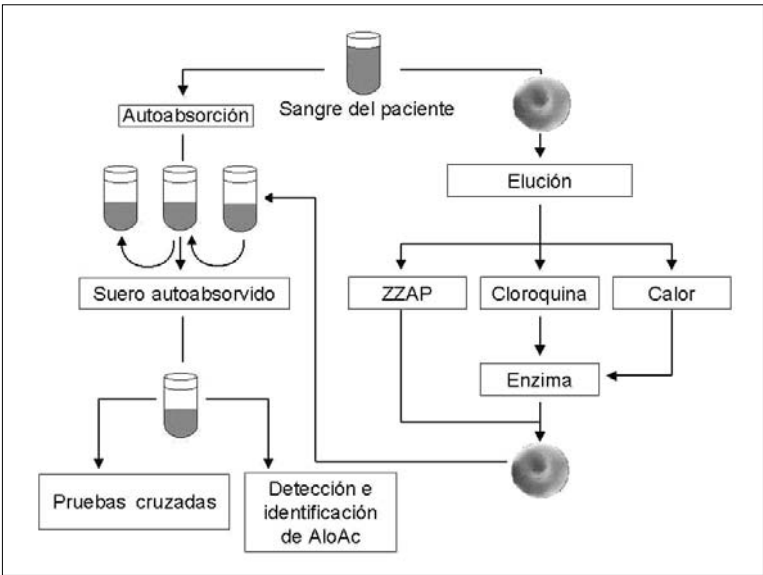 Sangre del paciente
Autoabsorción
Elución
ZZAP
Cloroquina
Calor
Suero autoabsorvido
Enzima
Pruebas cruzadas
Detección e
identificación
de AloAc